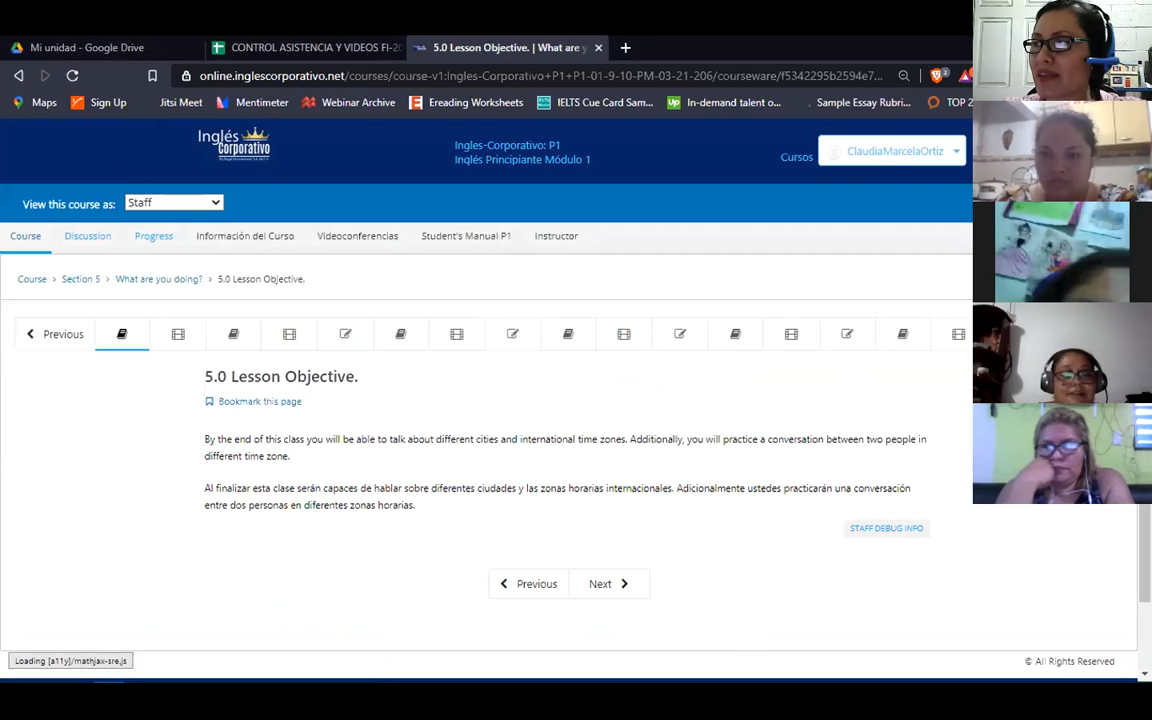 Mi unidad - Google Drive
CONTROL ASISTENCIA Y VIDEOS FI-20
5.0 Lesson Objective. | What are y
online.inglescorporativo.net/courses/course-v1:Ingles-Corporativo+P1+P1-01-9-10-PM-03-21-206/courseware/f5342295b2594e7...
Maps
Sign Up
Jitsi Meet
Mentimeter
Webinar Archive
Ereading Worksheets
IELTS Cue Card Sam...
In-demand talent o...
Sample Essay Rubri...
TOP 2
Inglés
Corporativo
Ingles-Corporativo: P1
Inglés Principiante Módulo 1
Cursos
ClaudiaMarcelaOrtiz
View this course as:
Staff
Course
Discussion
Progress
Información del Curso
Videoconferencias
Student's Manual P1
Instructor
Course > Section 5 > What are you doing? > 5.0 Lesson Objective.
Previous
5.0 Lesson Objective.
Bookmark this page
By the end of this class you will be able to talk about different cities and international time zones. Additionally, you will practice a conversation between two people in
different time zone.
Al finalizar esta clase serán capaces de hablar sobre diferentes ciudades y las zonas horarias internacionales. Adicionalmente ustedes practicarán una conversación
entre dos personas en diferentes zonas horarias.
STAFF DEBUG INFO
Previous
Next
Loading [a11y]/mathjax-sre.js
© All Rights Reserved